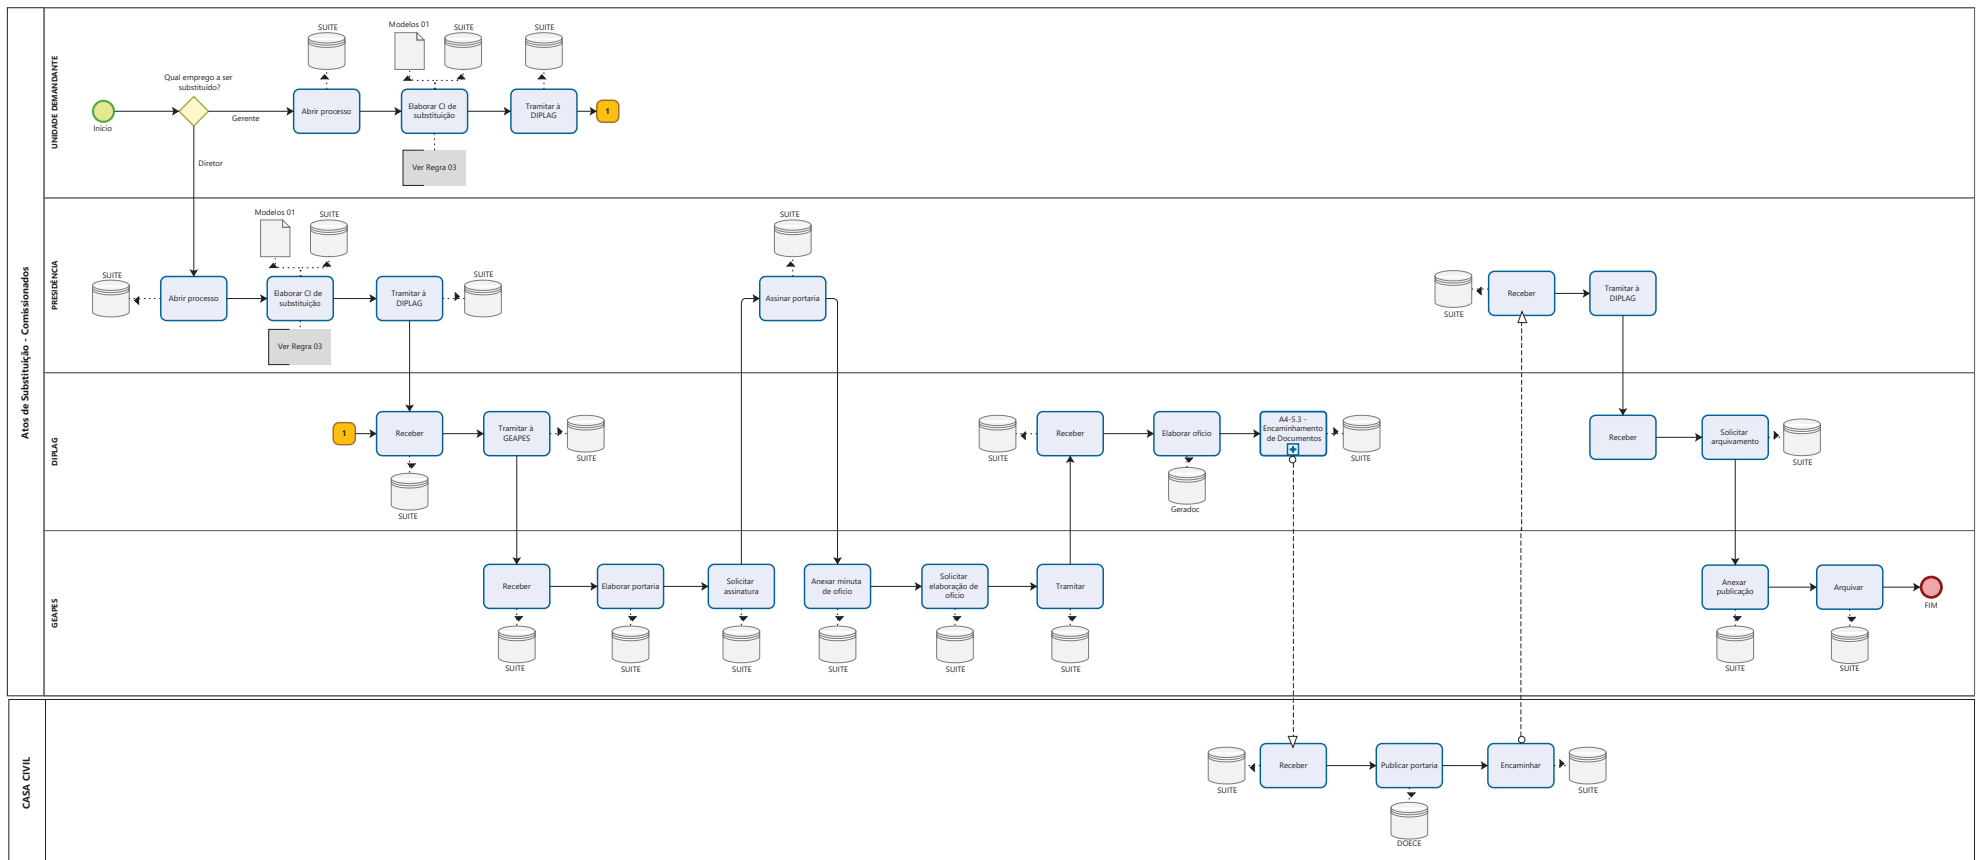 Atos de Substituição - Comissionados
UNIDADE DEMANDANTE
SUITE
Modelos 01
SUITE
SUITE
Qual emprego a ser
substituído?
Início
Gerente
Abrir processo
Elaborar CI de
substituição
Tramitar à
DIPLAG
1
Diretor
Ver Regra 03
PRESIDÊNCIA
Modelos 01
SUITE
SUITE
SUITE
Abrir processo
Elaborar CI de
substituição
Tramitar à
DIPLAG
SUITE
Ver Regra 03
Assinar portaria
SUITE
Receber
Tramitar à
DIPLAG
DIPLAG
1
Receber
Tramitar à
GEAPES
SUITE
SUITE
SUITE
Receber
Elaborar ofício
A4-5.3 -
Encaminhamento
de Documentos
SUITE
Geradoc
Receber
Solicitar
arquivamento
SUITE
GEAPES
Receber
Elaborar portaria
Solicitar
assinatura
Anexar minuta
de ofício
Solicitar
elaboração de
ofício
Tramitar
Anexar
publicação
Arquivar
FIM
SUITE
SUITE
SUITE
SUITE
SUITE
SUITE
SUITE
SUITE
CASA CIVIL
SUITE
Receber
Publicar portaria
Encaminhar
SUITE
DOECE